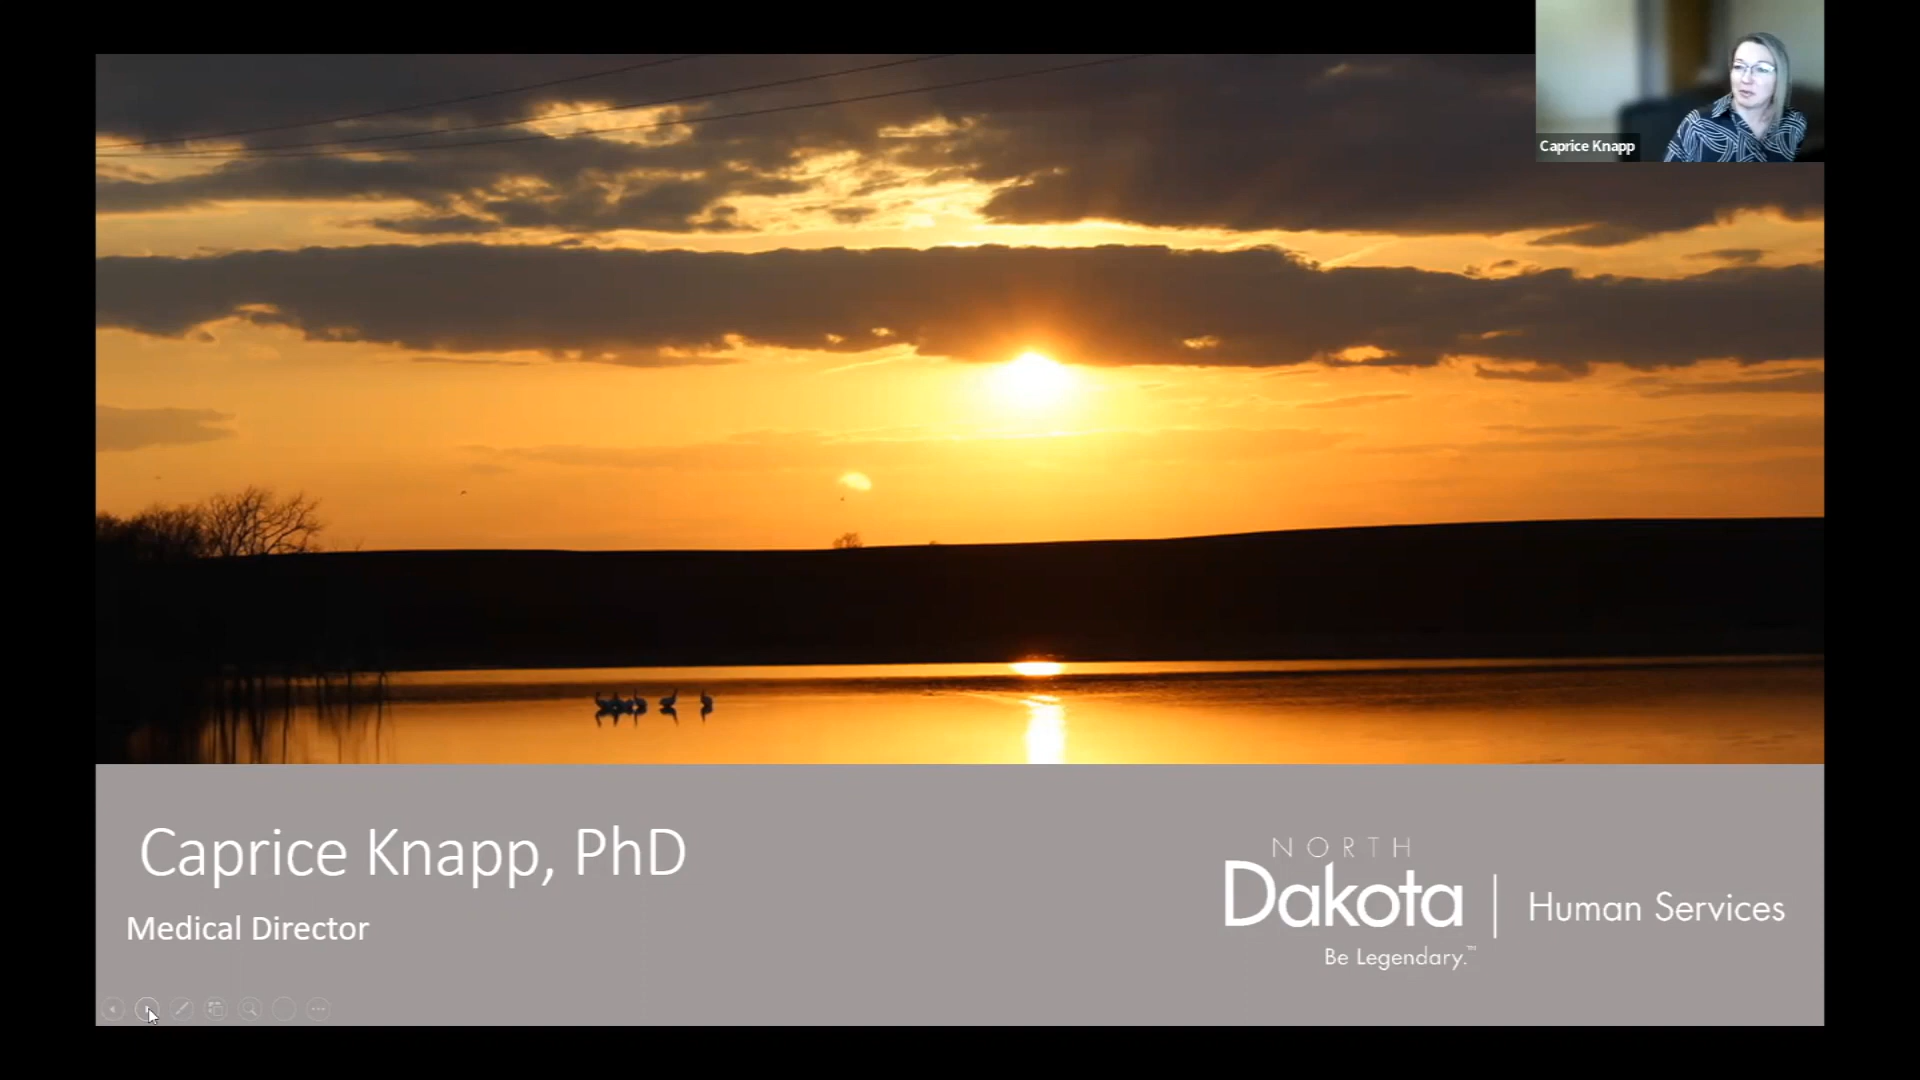 Caprice Knapp
Caprice Knapp, PhD
Medical Director
NORTH
Dakota
Be Legendary.™
Human Services